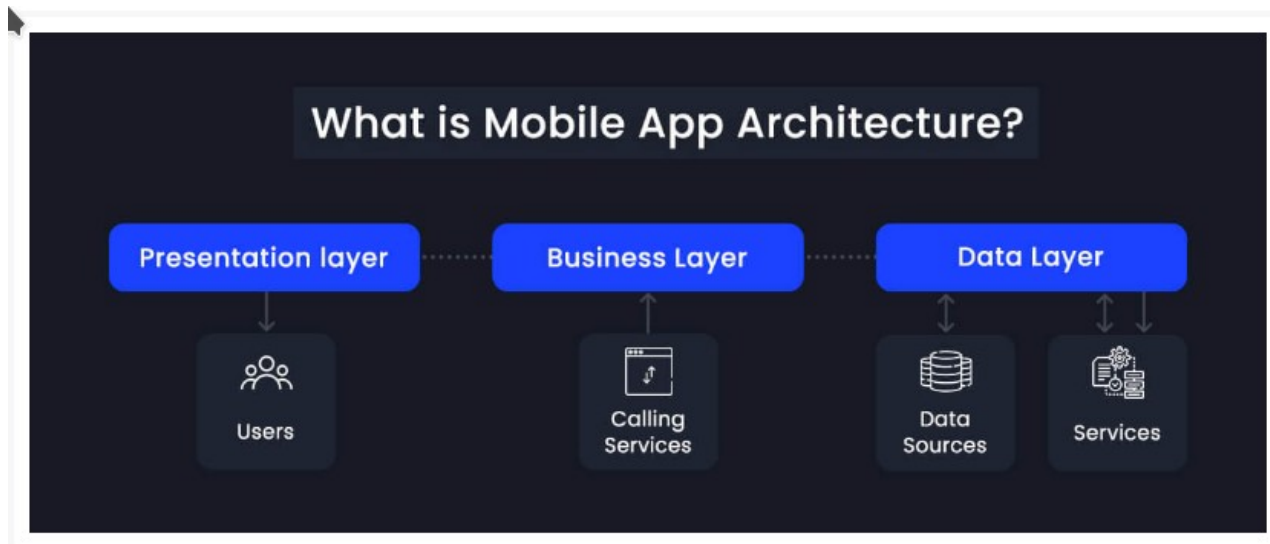 What is Mobile App Architecture?
Presentation layer
Business Layer
Data Layer
Users
Calling
Services
Data
Sources
Services